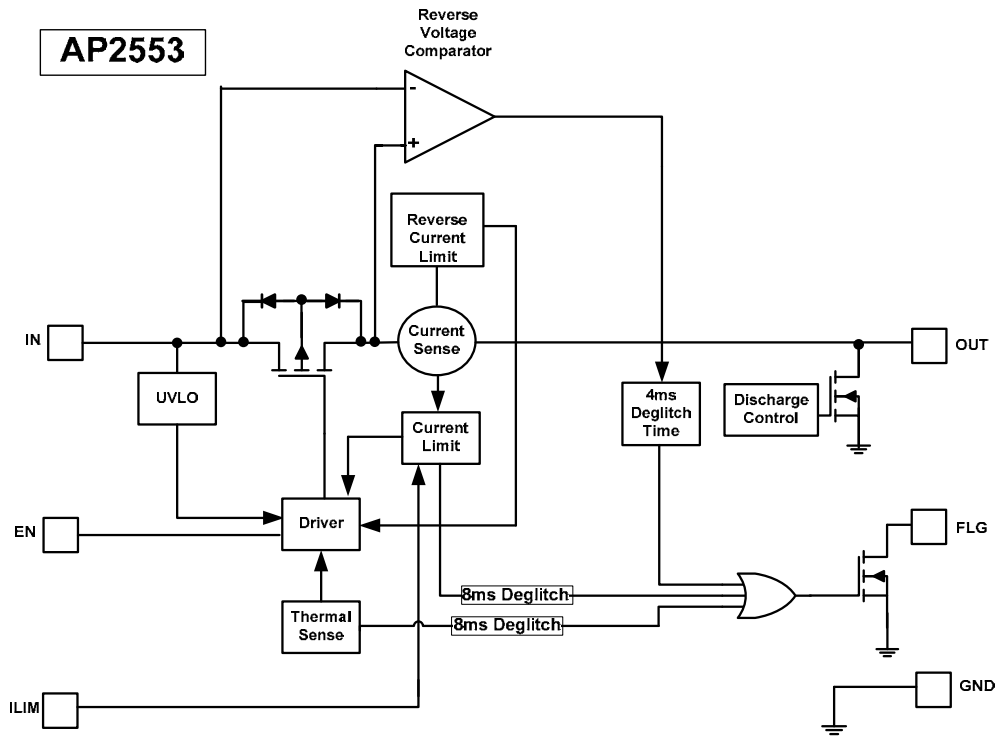 AP2553
Reverse
Voltage
Comparator
-
+
Reverse
Current
Limit
IN
Current
Sense
OUT
UVLO
4ms
Deglitch
Time
Discharge
Control
Current
Limit
Driver
EN
FLG
8ms Deglitch
Thermal
Sense
8ms Deglitch
GND
ILIM